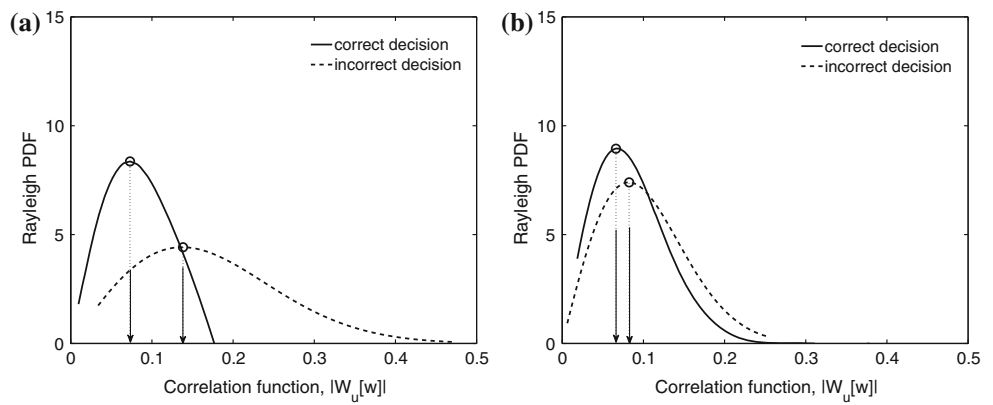 (a)
15
10
5
0
Rayleigh PDF
correct decision
incorrect decision
0 0.1 0.2 0.3 0.4 0.5
Correlation function, |W_u[w]|
(b)
15
10
5
0
Rayleigh PDF
correct decision
incorrect decision
0 0.1 0.2 0.3 0.4 0.5
Correlation function, |W_u[w]|